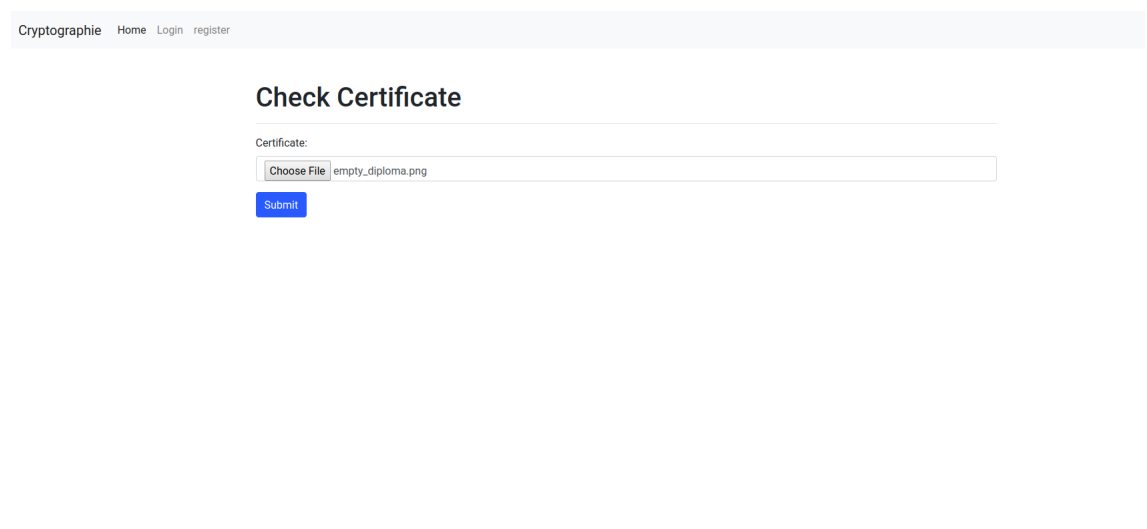 Cryptographie Home Login register
Check Certificate
Certificate:
Choose File empty_diploma.png
Submit